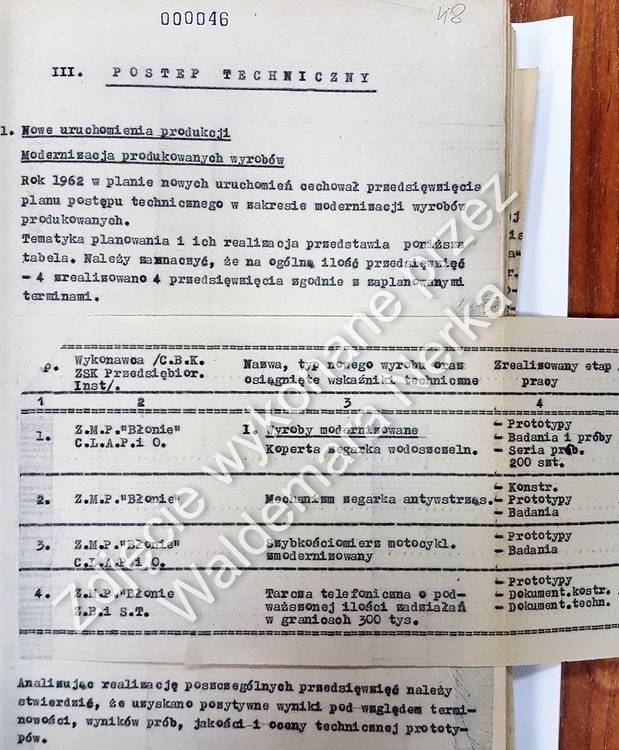 000046
48
III. POSTĘP TECHNICZNY
1. Nowe uruchomienia produkcji
Modernizacja produkowanych wyrobów
Rok 1962 w planie nowych uruchomień cechował przedsięwzięcia
planu postępu technicznego w zakresie modernizacji wyrobów
produkowanych.
Tematyka planowania i ich realizacja przedstawia poniższa
tabela. Należy zaznaczyć, że na ogólną ilość przedsięwzięć
- 4 zrealizowano 4 przedsięwzięcia zgodnie z zaplanowanymi
terminami.
p. Wykonawca /C.B.K. Nazwa, typ nowego wyrobu oraz Zrealizowany etap
ZSK Przedsiębior. osiągnięte wskaźniki techniczne pracy
Inst/.
1 2 3 4
1. Z.M.P."Błonie" 1. Wyroby modernizowane - Prototypy
C.L.A.P.i O. Koperta zegarka wodoszczeln. - Badania i próby
- Seria prób.
200 szt.
- Konstr.
2. Z.M.P."Błonie" Mechanizm zegarka antywstrząs. - Prototypy
- Badania
3. Z.M.P."Błonie" Szybkościomierz motocykl. - Prototypy
C.L.A.P.i O. zmodernizowany - Badania
4. Z.M.P."Błonie Tarcza telefoniczna o pod- - Prototypy
Z.B.i S.T.waższonej ilości zadziałań - Dokument.kostr.
w granicach 300 tys. - Dokument.techn.
Analizując realizację poszczególnych przedsięwzięć należy
stwierdzić, że uzyskano pozytywne wyniki pod względem termi-
nowości, wyników prób, jakości i oceny technicznej prototy-
pów.
Zdjęcie wykonane przez
Waldemara Nerka